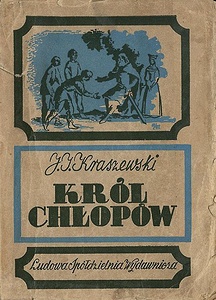 J.I. Kraszewski
KRÓL
CHŁOPÓW
Ludowa Spółdzielnia Wydawnicza